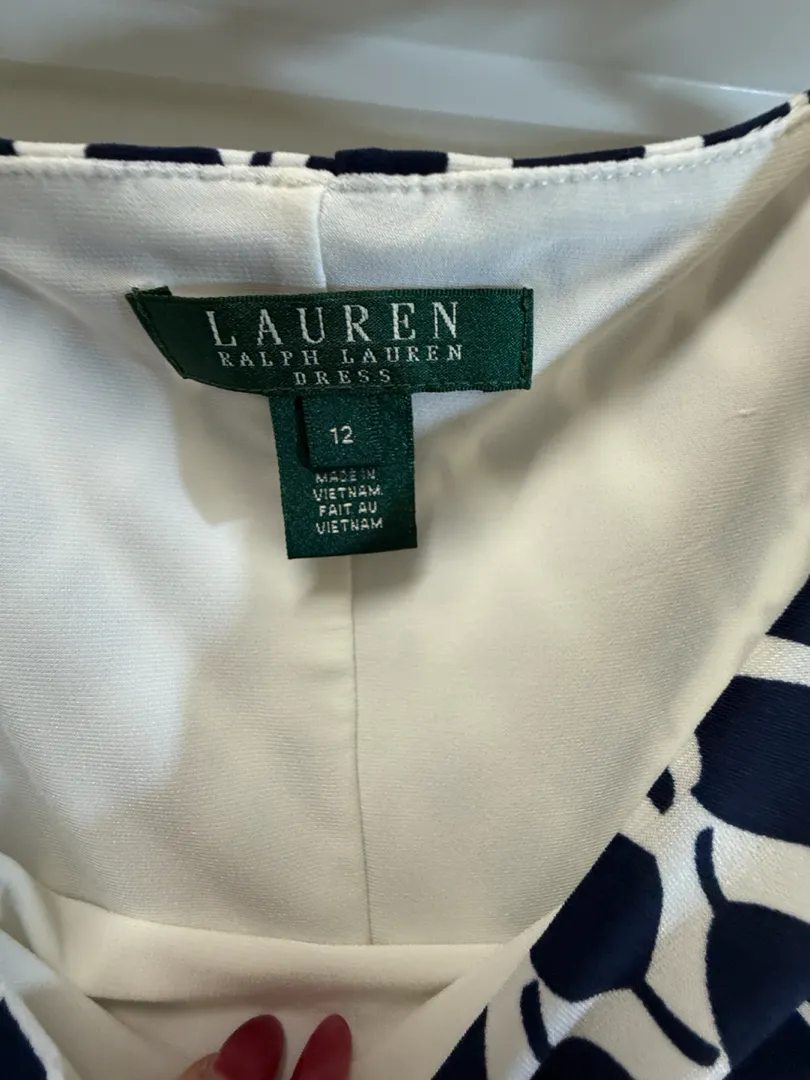 LAUREN
RALPH LAUREN
DRESS
12
MADE IN
VIETNAM
FAIT AU
VIETNAM